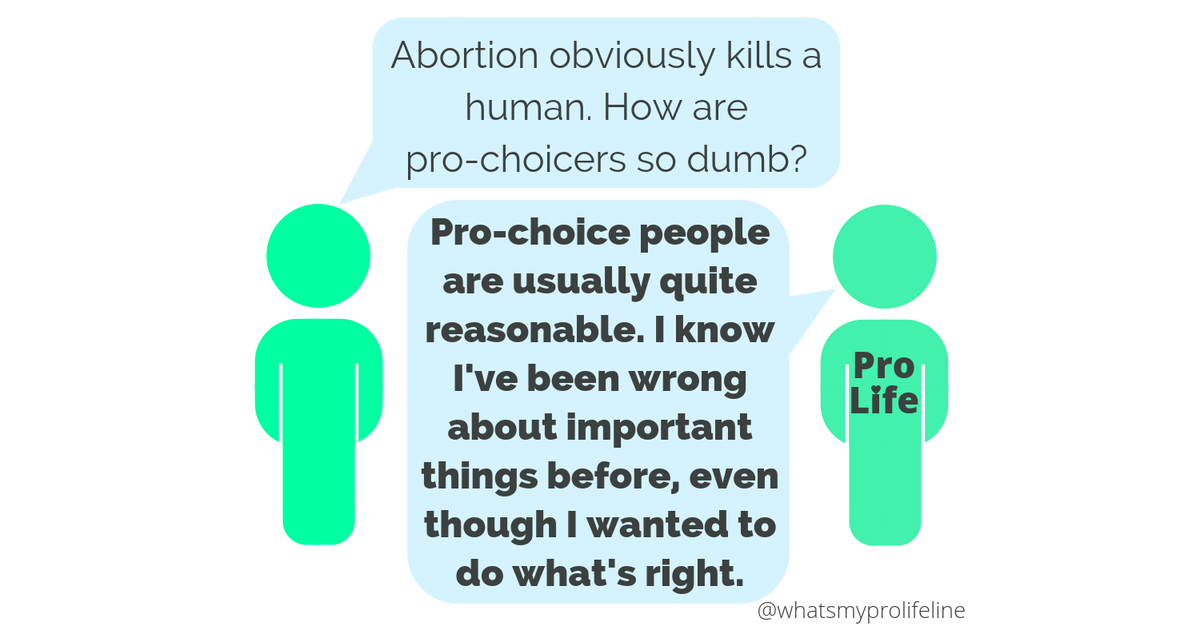 Abortion obviously kills a
human. How are
pro-choicers so dumb?
Pro-choice people
are usually quite
reasonable. I know
I've been wrong
about important
things before, even
though I wanted to
do what's right.
Pro
Life
@whatsmyprolifeline